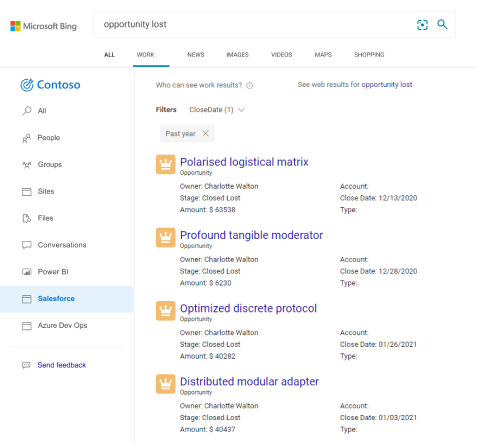 Microsoft Bing
opportunity lost
ALL WORK NEWS IMAGES VIDEOS MAPS SHOPPING
Contoso
All
People
Groups
Sites
Files
Conversations
Power BI
Salesforce
Azure Dev Ops
Send feedback
Who can see work results?
See web results for opportunity lost
Filters CloseDate (1)
Past year
Polarised logistical matrix
Opportunity
Owner: Charlotte Walton Account:
Stage: Closed Lost Close Date: 12/13/2020
Amount: $ 63538 Type:
Profound tangible moderator
Opportunity
Owner: Charlotte Walton Account:
Stage: Closed Lost Close Date: 12/28/2020
Amount: $ 6230 Type:
Optimized discrete protocol
Opportunity
Owner: Charlotte Walton Account:
Stage: Closed Lost Close Date: 01/26/2021
Amount: $ 40282 Type:
Distributed modular adapter
Opportunity
Owner: Charlotte Walton Account:
Stage: Closed Lost Close Date: 01/03/2021
Amount: $ 40437 Type: